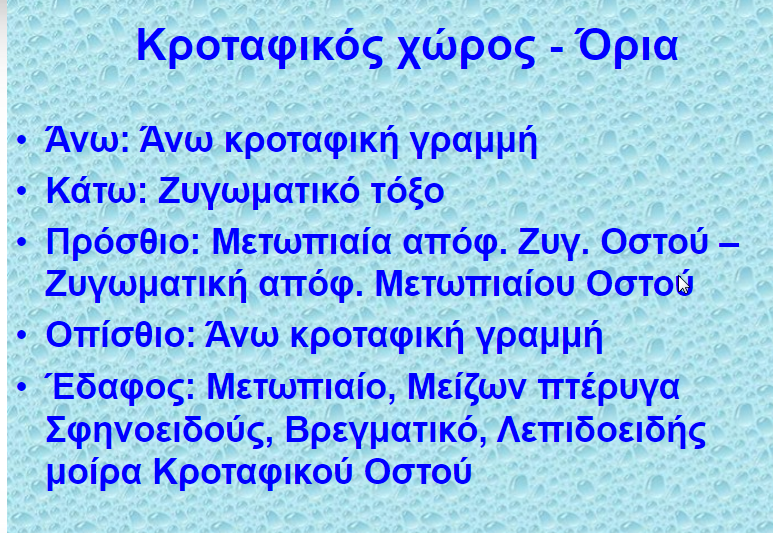 Κροταφικός χώρος - Όρια
• Άνω: Άνω κροταφική γραμμή
• Κάτω: Ζυγωματικό τόξο
• Πρόσθιο: Μετωπιαία απόφ. Ζυγ. Οστού –
Ζυγωματική απόφ. Μετωπιαίου Οστού
• Οπίσθιο: Άνω κροταφική γραμμή
• Έδαφος: Μετωπιαίο, Μείζων πτέρυγα
Σφηνοειδούς, Βρεγματικό, Λεπιδοειδής
μοίρα Κροταφικού Οστού